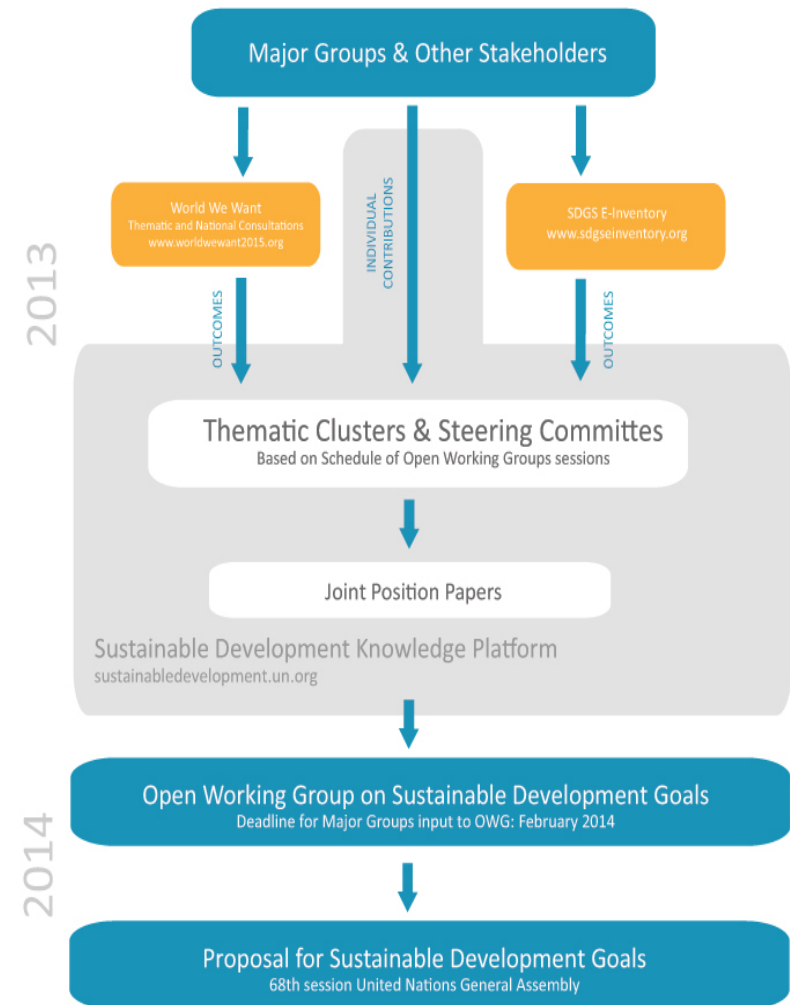 Major Groups & Other Stakeholders
World We Want
Thematic and National Consultations
www.worldwewant2015.org
INDIVIDUAL
CONTRIBUTIONS
SDGS E-Inventory
www.sdgseinventory.org
2013
OUTCOMES
OUTCOMES
Thematic Clusters & Steering Committes
Based on Schedule of Open Working Groups sessions
Joint Position Papers
Sustainable Development Knowledge Platform
sustainabledevelopment.un.org
2014
Open Working Group on Sustainable Development Goals
Deadline for Major Groups input to OWG: February 2014
Proposal for Sustainable Development Goals
68th session United Nations General Assembly